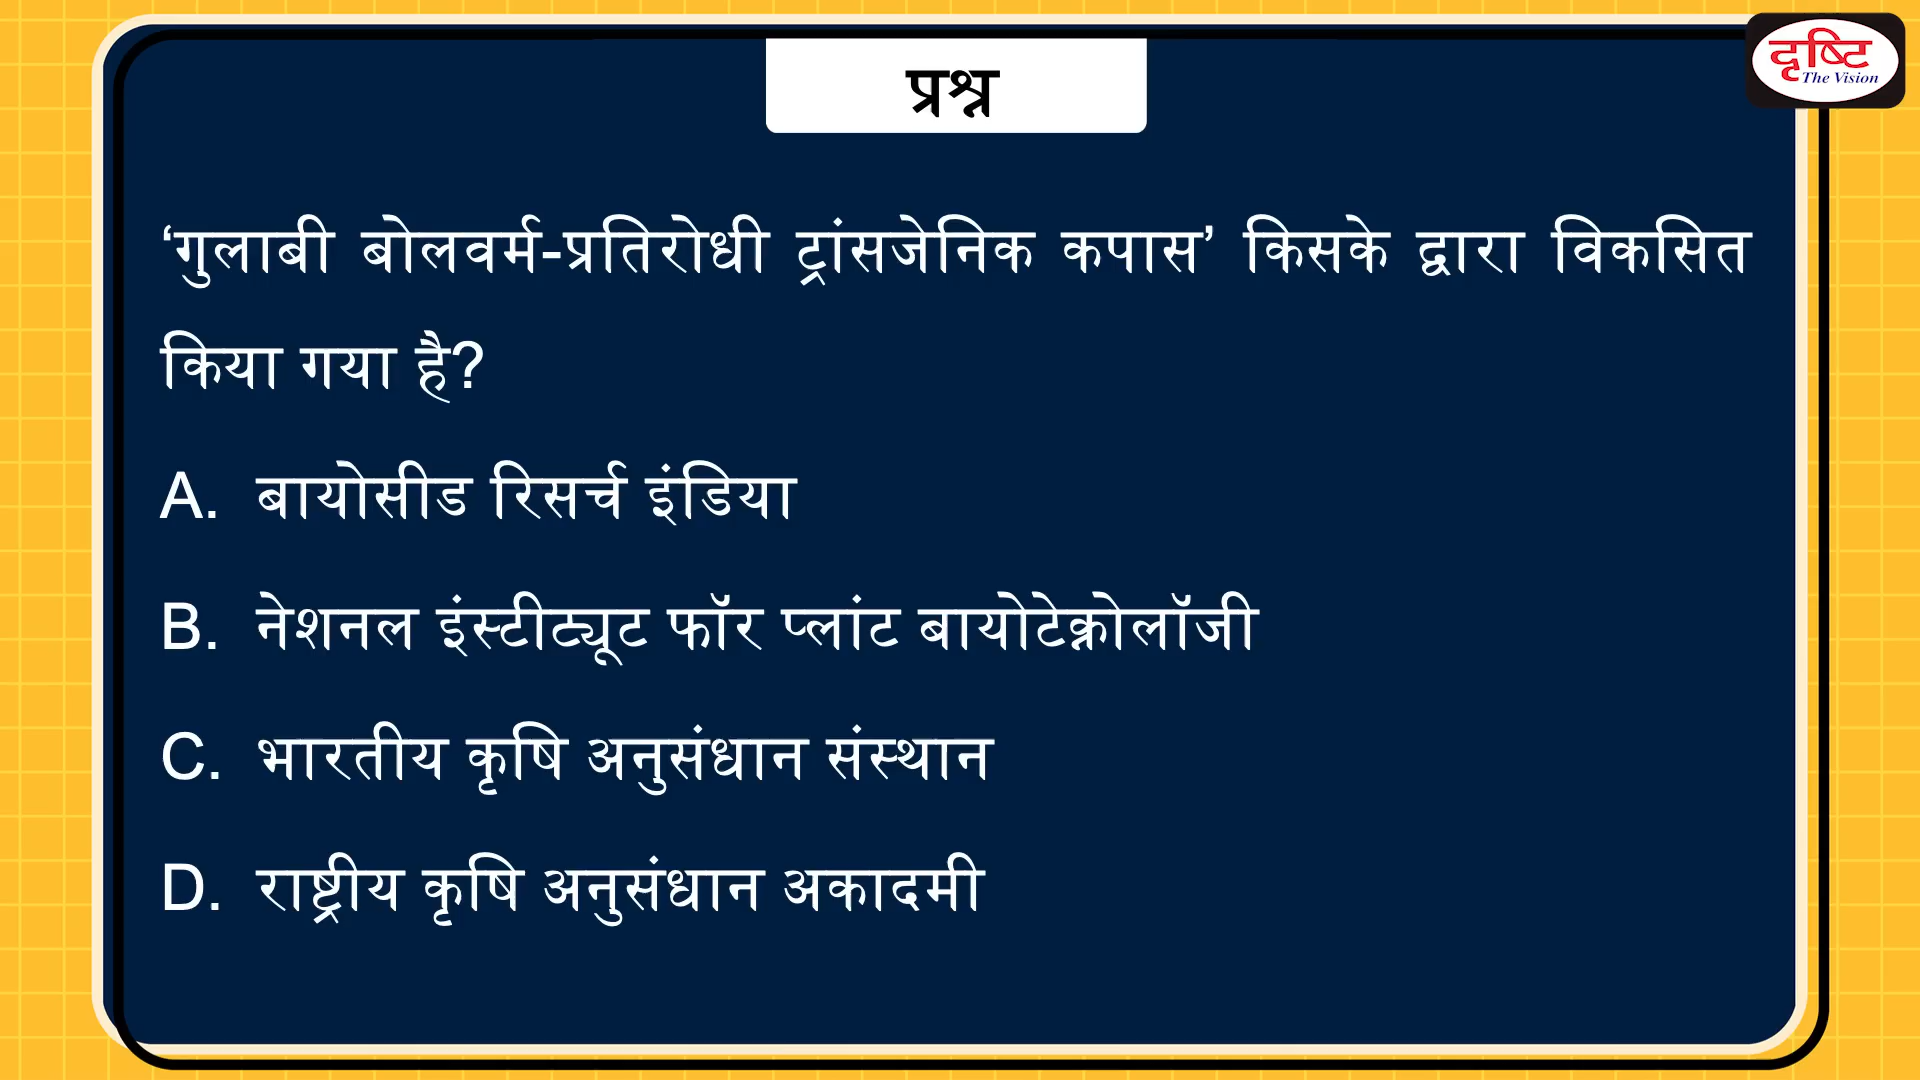 दृष्टि
The Vision
प्रश्न
‘गुलाबी बोलवर्म-प्रतिरोधी ट्रांसजेनिक कपास’ किसके द्वारा विकसित
किया गया है?
A. बायोसीड रिसर्च इंडिया
B. नेशनल इंस्टीट्यूट फॉर प्लांट बायोटेक्नोलॉजी
C. भारतीय कृषि अनुसंधान संस्थान
D. राष्ट्रीय कृषि अनुसंधान अकादमी